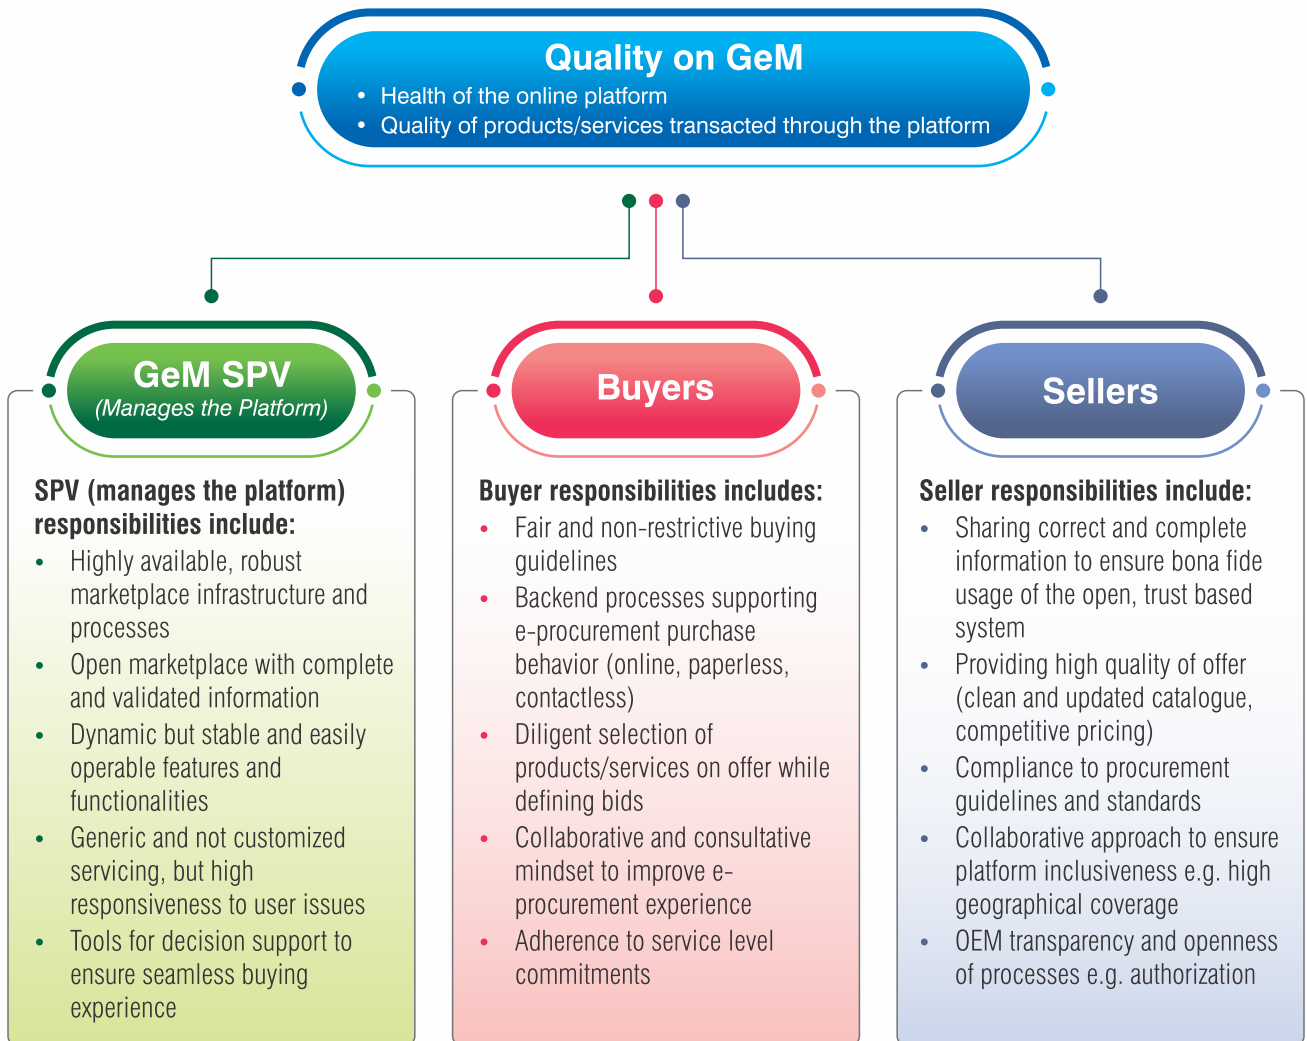 Quality on GeM
• Health of the online platform
• Quality of products/services transacted through the platform
GeM SPV
(Manages the Platform)
SPV (manages the platform)
responsibilities include:
• Highly available, robust
marketplace infrastructure and
processes
• Open marketplace with complete
and validated information
• Dynamic but stable and easily
operable features and
functionalities
• Generic and not customized
servicing, but high
responsiveness to user issues
• Tools for decision support to
ensure seamless buying
experience
Buyers
Buyer responsibilities includes:
• Fair and non-restrictive buying
guidelines
• Backend processes supporting
e-procurement purchase
behavior (online, paperless,
contactless)
• Diligent selection of
products/services on offer while
defining bids
• Collaborative and consultative
mindset to improve e-
procurement experience
• Adherence to service level
commitments
Sellers
Seller responsibilities include:
• Sharing correct and complete
information to ensure bona fide
usage of the open, trust based
system
• Providing high quality of offer
(clean and updated catalogue,
competitive pricing)
• Compliance to procurement
guidelines and standards
• Collaborative approach to ensure
platform inclusiveness e.g. high
geographical coverage
• OEM transparency and openness
of processes e.g. authorization